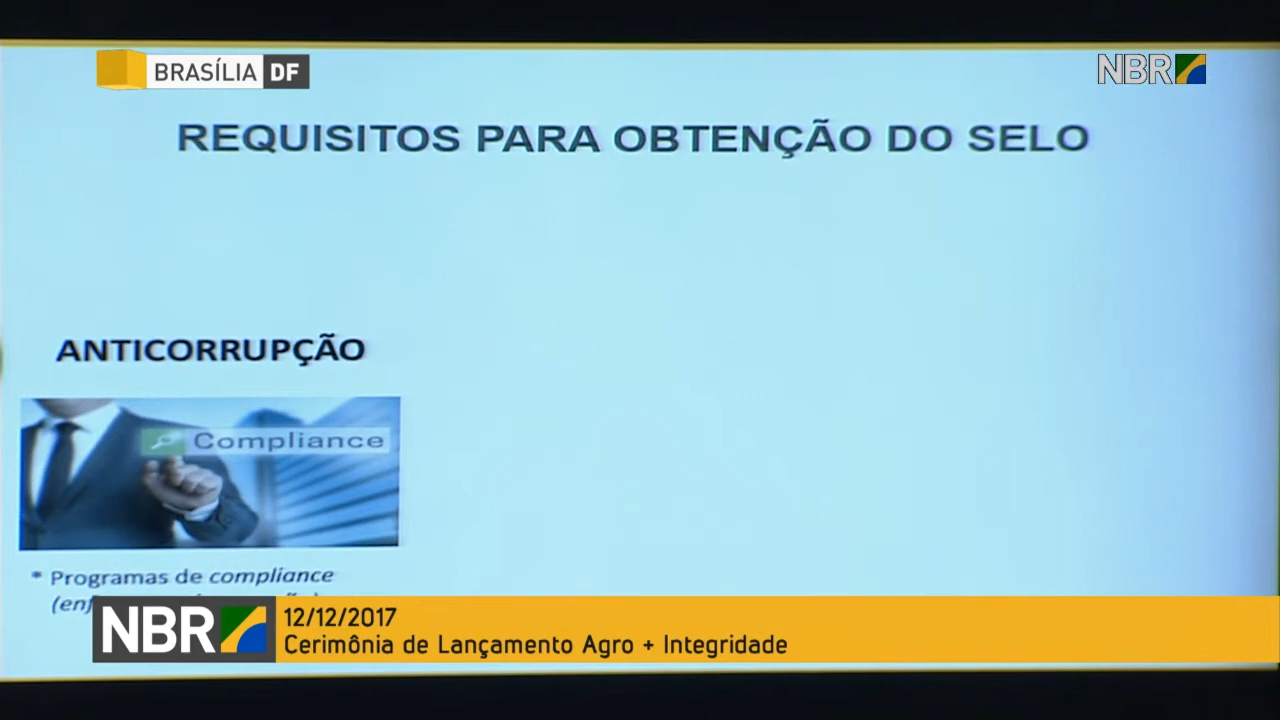 BRASÍLIA DF
NBR
REQUISITOS PARA OBTENÇÃO DO SELO
ANTICORRUPÇÃO
Compliance
* Programas de compliance
NBR
12/12/2017
Cerimônia de Lançamento Agro + Integridade